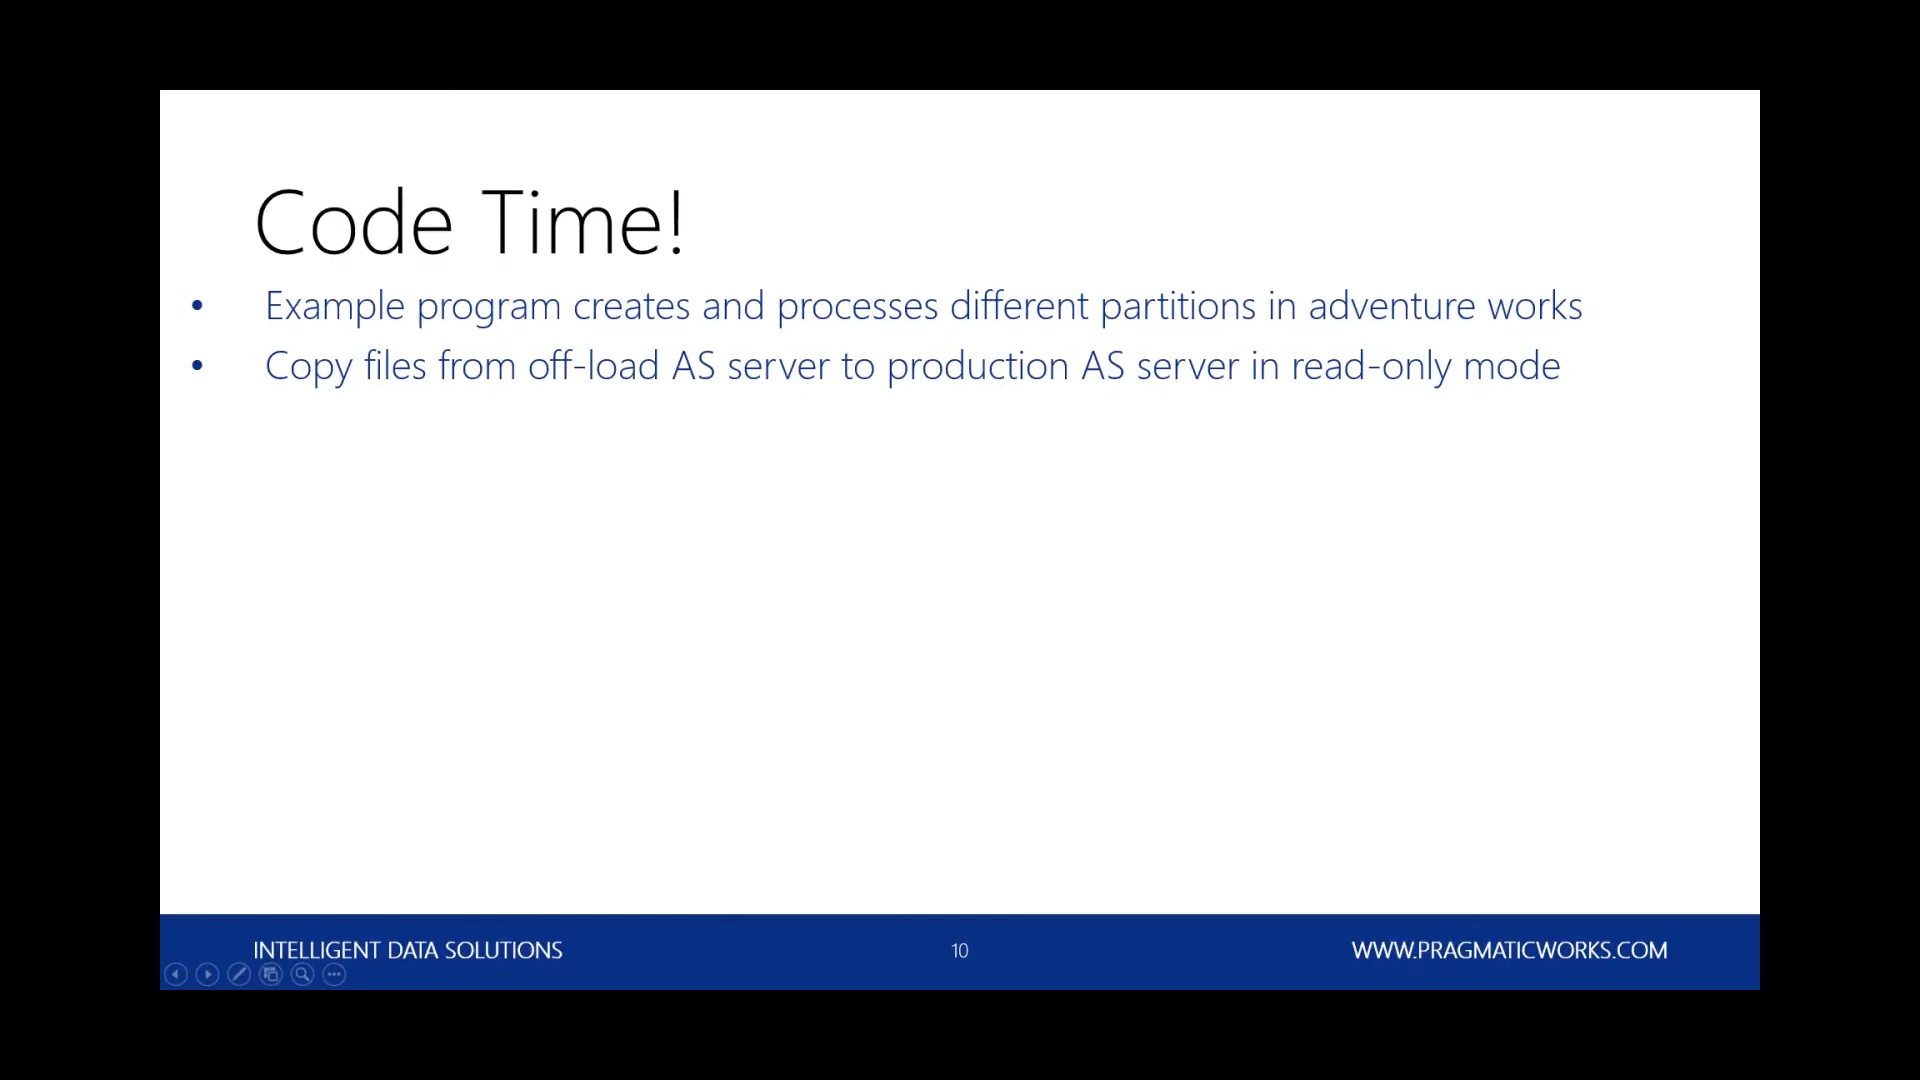 Code Time!
• Example program creates and processes different partitions in adventure works
• Copy files from off-load AS server to production AS server in read-only mode
INTELLIGENT DATA SOLUTIONS
10
WWW.PRAGMATICWORKS.COM